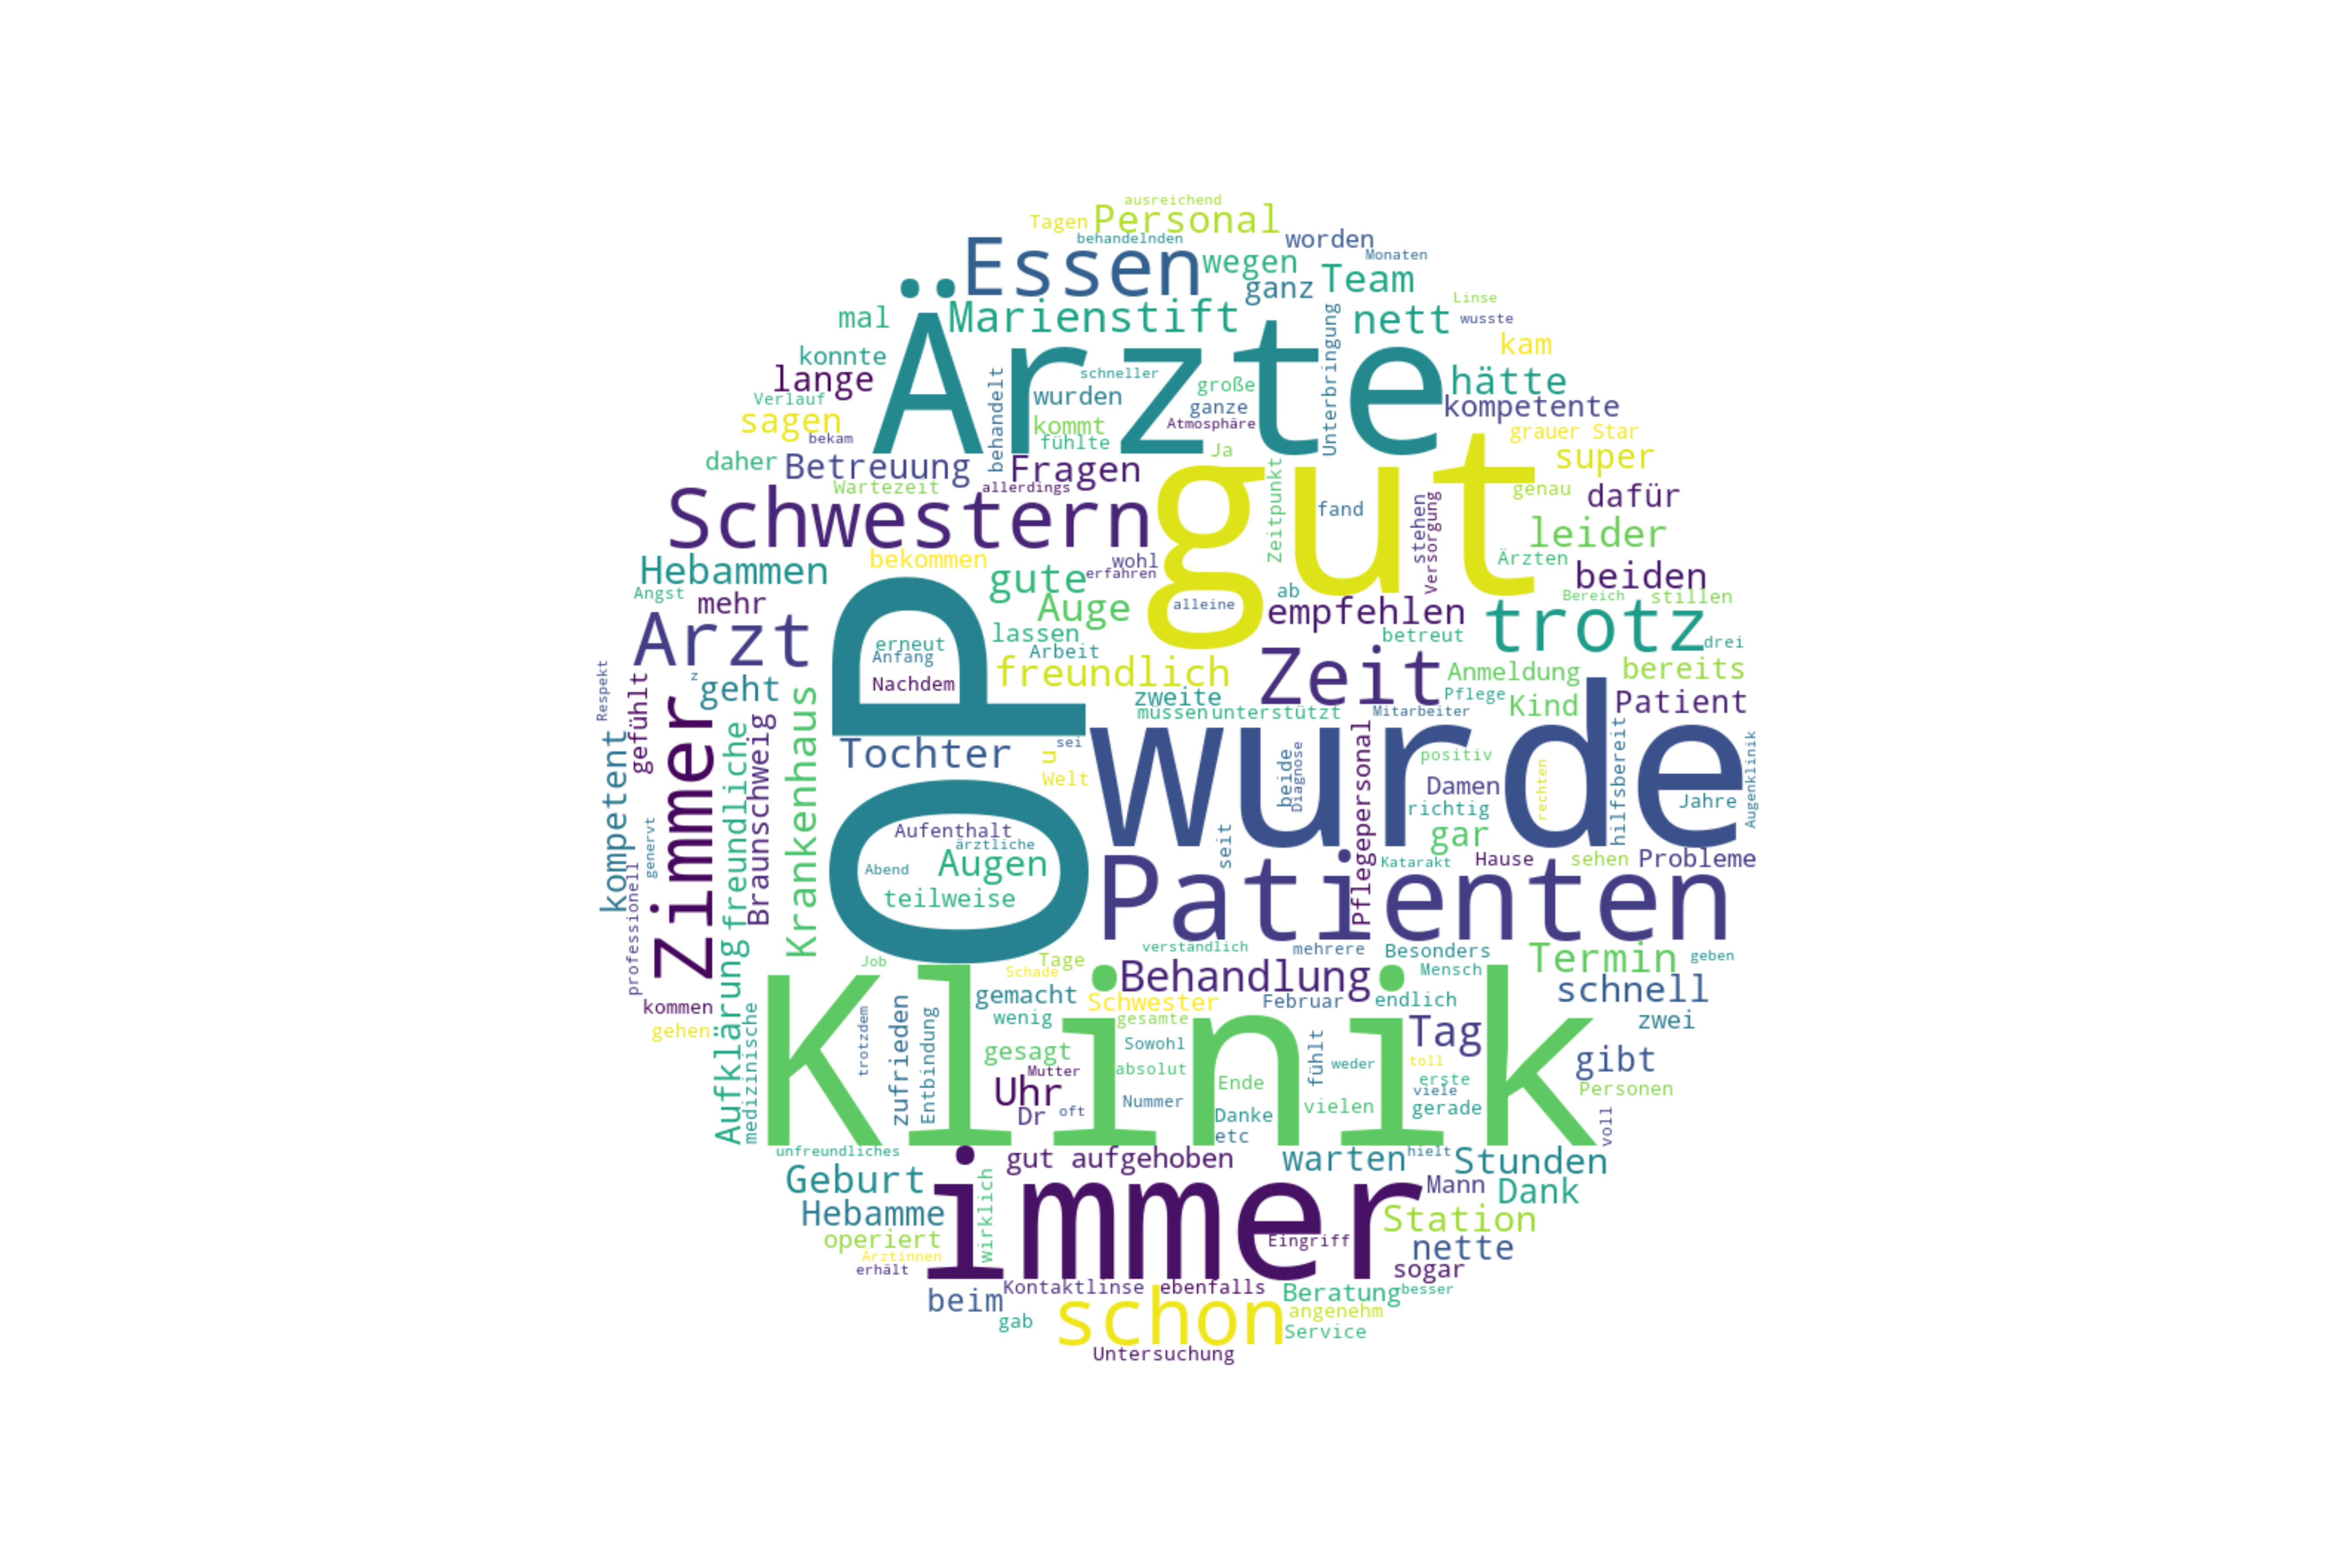 ausreichend
Tagen
Personal
behandelnden
worden
Essen
wegen
Monaten
ganz
Team
Linse
mal
Marienstift
Unterbringung
nett
wusste
Ärzte
konnte
kam
lange
schneller
große
hätte
Verlauf
behandelt
wurden
ganze
kompetente
sagen
bekam
kommt
Atmosphäre
grauer Star
fühlte
Ja
daher
Betreuung
Fragen
super
Wartezeit
allerdings
Zeitpunkt
genau
dafür
Schwestern
gut
fand
stehen
Versorgung
leider
bekommen
wohl
Ärzten
Hebammen
gute
erfahren
beiden
Angst
mehr
Auge
alleine
ab
empfehlen
Bereich
stillen
Arzt
erneut
lassen
betreut
trotz
drei
Anfang
Arbeit
Respekt
gefühlt
z
geht
Nachdem
freundlich
Zeit
Anmeldung
bereits
OP
zweite
Pflege
Kind
Patient
müssen
unterstützt
Mitarbeiter
Zimmer
freundliche
Braunschweig
Krankenhaus
Tochter
u
sei
Welt
wurde
beide
Diagnose
Pflegepersonal
positiv
Damen
richtig
rechten
hilfsbereit
Jahre
Augenklinik
kompetent
genervt
professionell
Aufenthalt
ärztliche
Abend
Augen
teilweise
seit
gar
Katarakt
Hause
sehen
Probleme
Patienten
verständlich
mehrere
Besonders
Termin
geben
Job
Tage
Schade
Behandlung
Mensch
kommen
gehen
Aufklärung
medizinische
Klinik
trotzdem
zufrieden
Entbindung
gemacht
Schwester
Februar
endlich
schnell
wenig
gesamte
Tag
zwei
gesagt
Sowohl
fühlt
weder
toll
gibt
Mutter
absolut
Ende
erste
viele
Personen
Uhr
Dr
oft
Nummer
Danke
vielen
gerade
voll
etc
unfreundliches
gut aufgehoben
warten
hielt
Stunden
Geburt
wirklich
immer
Mann
Dank
Hebamme
Station
operiert
Eingriff
nette
Ärztinnen
erhält
sogar
Kontaktlinse
ebenfalls
Beratung
besser
beim
schon
angenehm
gab
Service
Untersuchung